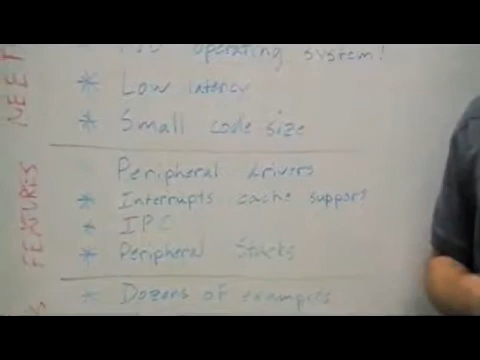 operating system!
* Low latency
* Small code size
Peripheral drivers
* Interrupts cache support?
* IPC
* Peripheral Stacks
* Dozens of examples
NEET
FEATURES